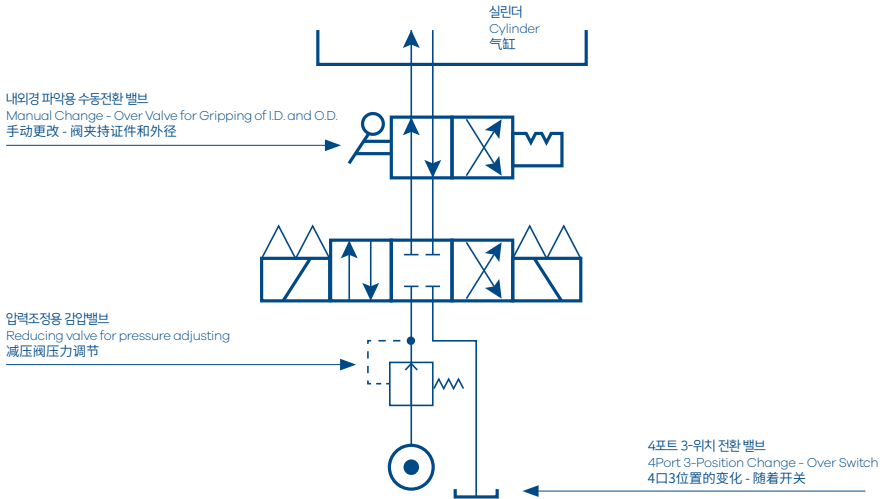 실린더
Cylinder
气缸
내외경 파악용 수동전환 밸브
Manual Change - Over Valve for Gripping of I.D. and O.D.
手动更改 - 阀夹持证件和外径
압력조정용 감압밸브
Reducing valve for pressure adjusting
减压阀压力调节
4포트 3-위치 전환 밸브
4Port 3-Position Change - Over Switch
4口3位置的变化 - 随着开关